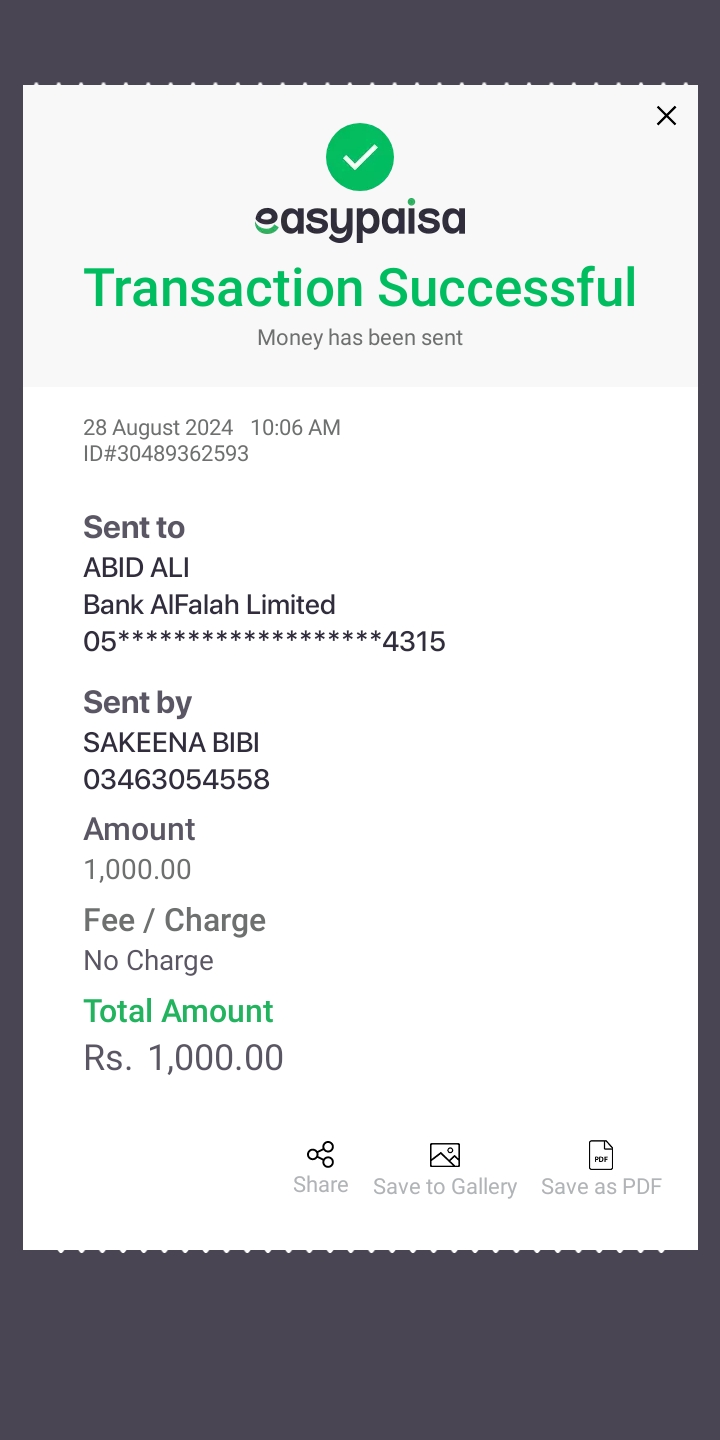 easypaisa
Transaction Successful
Money has been sent
28 August 2024 10:06 AM
ID#30489362593
Sent to
ABID ALI
Bank AlFalah Limited
05*******************4315
Sent by
SAKEENA BIBI
03463054558
Amount
1,000.00
Fee / Charge
No Charge
Total Amount
Rs. 1,000.00
PDF
Share Save to Gallery Save as PDF